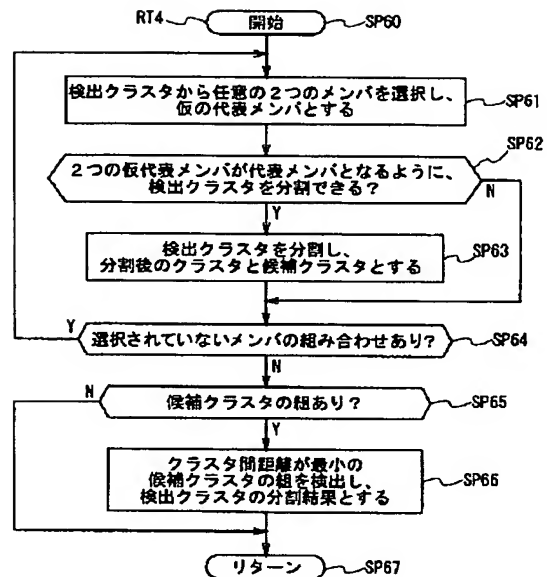 RT4
開始
SP60
検出クラスタから任意の2つのメンバを選択し、
仮の代表メンバとする
SP61
2つの仮代表メンバが代表メンバとなるように、
検出クラスタを分割できる?
SP62
N
Y
検出クラスタを分割し、
分割後のクラスタと候補クラスタとする
SP63
Y
選択されていないメンバの組み合わせあり?
SP64
N
N
候補クラスタの組あり?
SP65
Y
クラスタ間距離が最小の
候補クラスタの組を検出し、
検出クラスタの分割結果とする
SP66
リターン
SP67